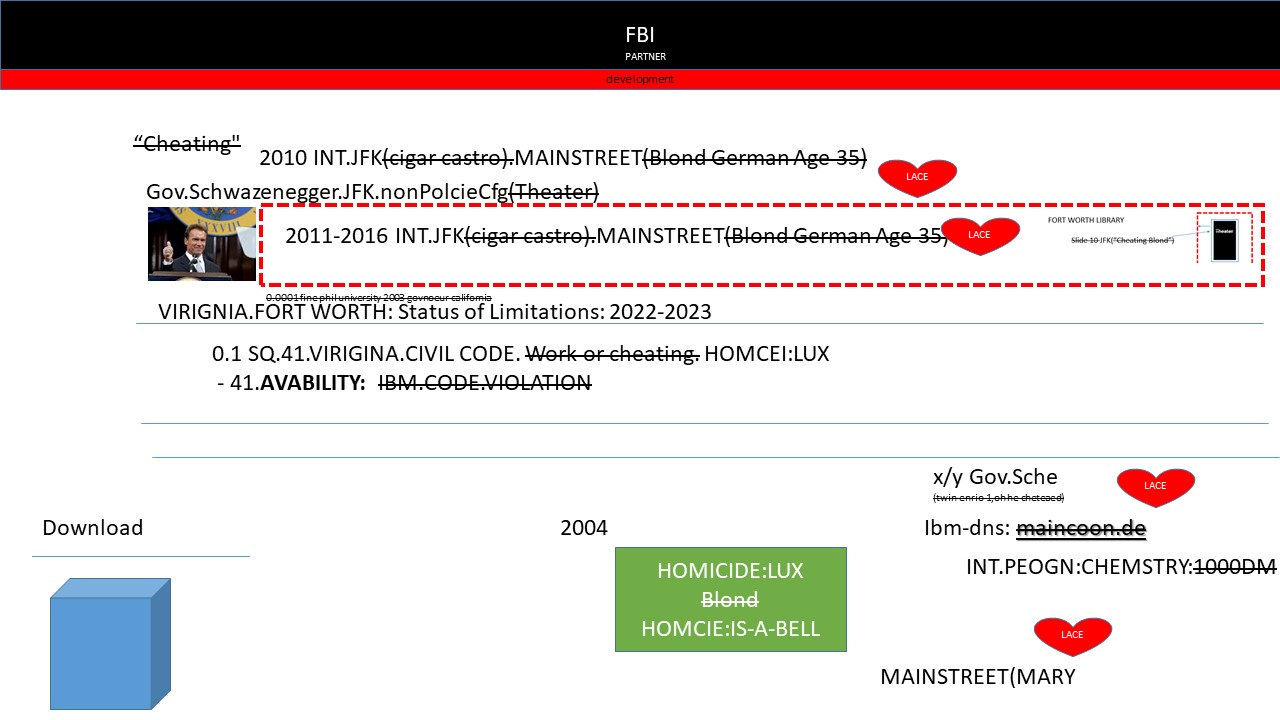 FBI
PARTNER
development
“Cheating"
2010 INT.JFK(cigar castro).MAINSTREET(Blond German Age 35)
LACE
Gov.Schwazenegger.JFK.nonPolcieCfg(Theater)
2011-2016 INT.JFK(cigar castro).MAINSTREET(Blond German Age 35)
LACE
FORT WORTH LIBRARY
Slide 10 JFK("Cheating Blond")
Theater
0.0001 fine phil university 2003 governoeur california
VIRIGNIA.FORT WORTH: Status of Limitations: 2022-2023
0.1 SQ.41.VIRIGINA.CIVIL CODE. Work or cheating. HOMCEI:LUX
- 41.AVABILITY: IBM.CODE.VIOLATION
x/y Gov.Sche
(twin enrio 1,oh he cheteaed)
LACE
Download
2004
Ibm-dns: maincoon.de
INT.PEOGN:CHEMSTRY:1000DM
HOMICIDE:LUX
Blond
HOMCIE:IS-A-BELL
LACE
MAINSTREET(MARY